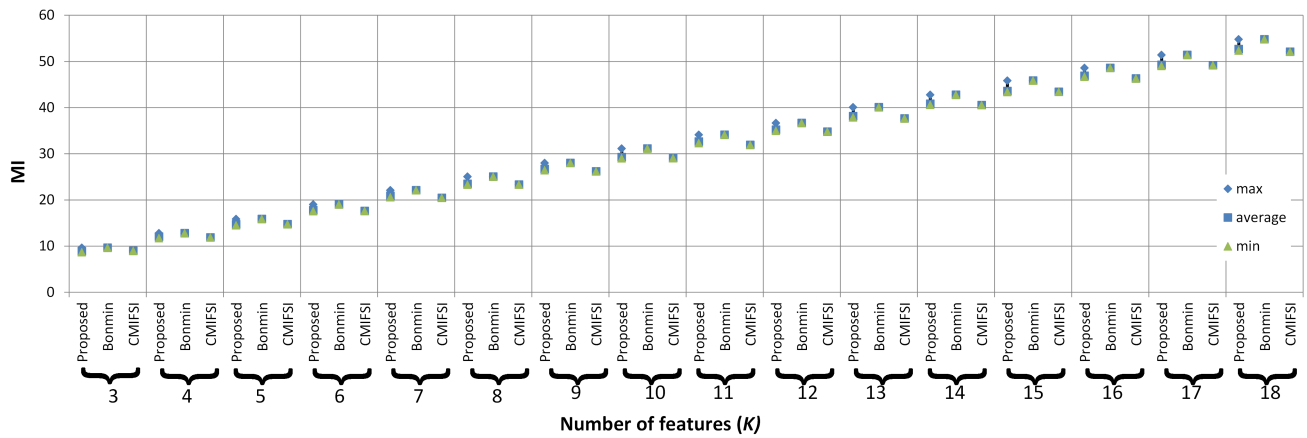 60
50
40
30
20
10
0
MI
max
average
min
Proposed Bonmin CMIFSI Proposed Bonmin CMIFSI Proposed Bonmin CMIFSI Proposed Bonmin CMIFSI Proposed Bonmin CMIFSI Proposed Bonmin CMIFSI Proposed Bonmin CMIFSI Proposed Bonmin CMIFSI Proposed Bonmin CMIFSI Proposed Bonmin CMIFSI Proposed Bonmin CMIFSI Proposed Bonmin CMIFSI Proposed Bonmin CMIFSI Proposed Bonmin CMIFSI Proposed Bonmin CMIFSI Proposed Bonmin CMIFSI
3 4 5 6 7 8 9 10 11 12 13 14 15 16 17 18
Number of features (K)